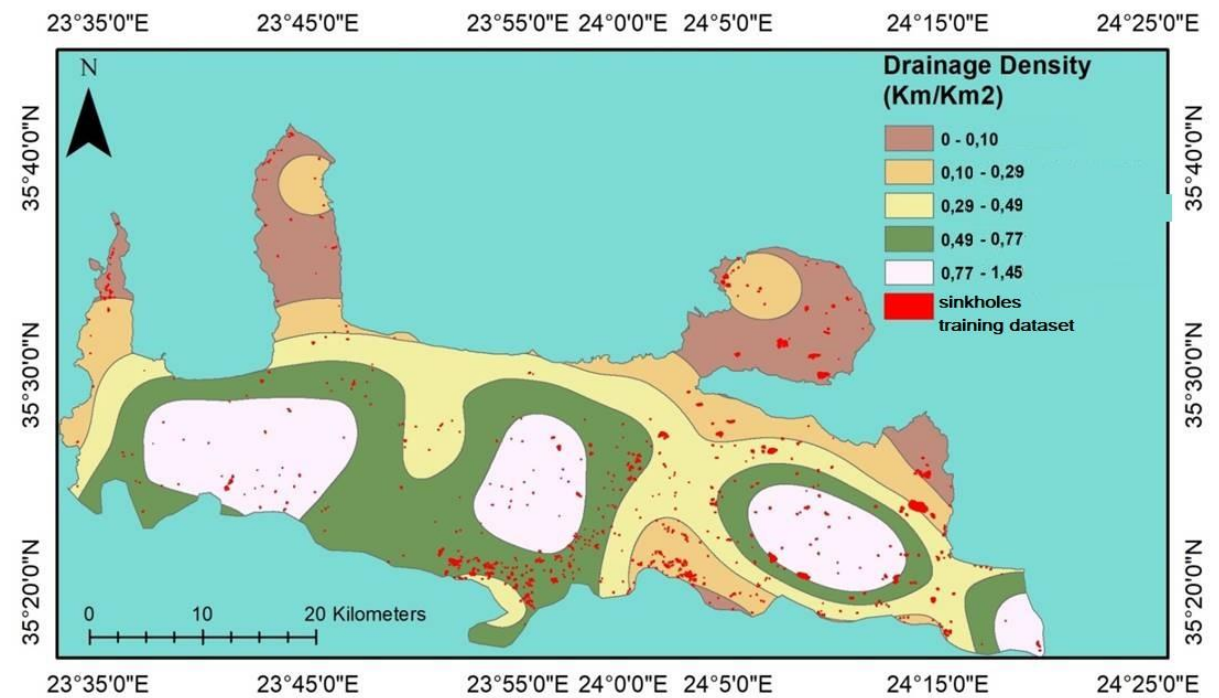 23°35'0"E 23°45'0"E 23°55'0"E 24°0'0"E 24°5'0"E 24°15'0"E 24°25'0"E
N
Drainage Density
(Km/Km2)
0 - 0,10
0,10 - 0,29
0,29 - 0,49
0,49 - 0,77
0,77 - 1,45
sinkholes
training dataset
35°40'0"N
35°30'0"N
35°20'0"N
35°40'0"N
35°30'0"N
35°20'0"N
0 10 20 Kilometers
23°35'0"E 23°45'0"E 23°55'0"E 24°0'0"E 24°5'0"E 24°15'0"E 24°25'0"E